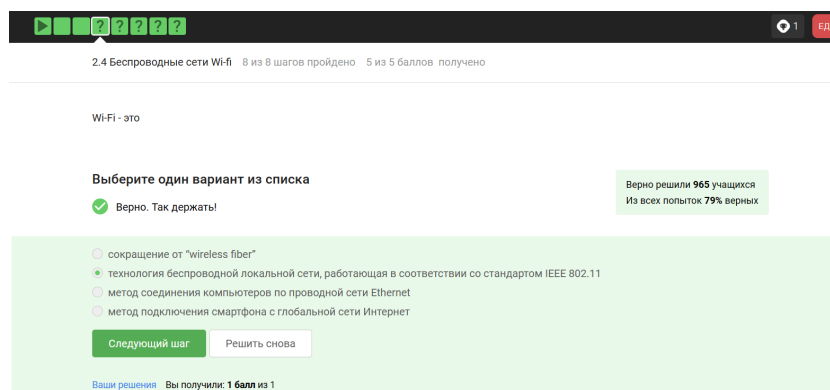 ? ? ? ? ?
1
ЕД
2.4 Беспроводные сети Wi-fi 8 из 8 шагов пройдено 5 из 5 баллов получено
Wi-Fi - это
Выберите один вариант из списка
Верно. Так держать!
Верно решили 965 учащихся
Из всех попыток 79% верных
сокращение от "wireless fiber"
технология беспроводной локальной сети, работающая в соответствии со стандартом IEEE 802.11
метод соединения компьютеров по проводной сети Ethernet
метод подключения смартфона с глобальной сети Интернет
Следующий шаг Решить снова
Ваши решения Вы получили: 1 балл из 1